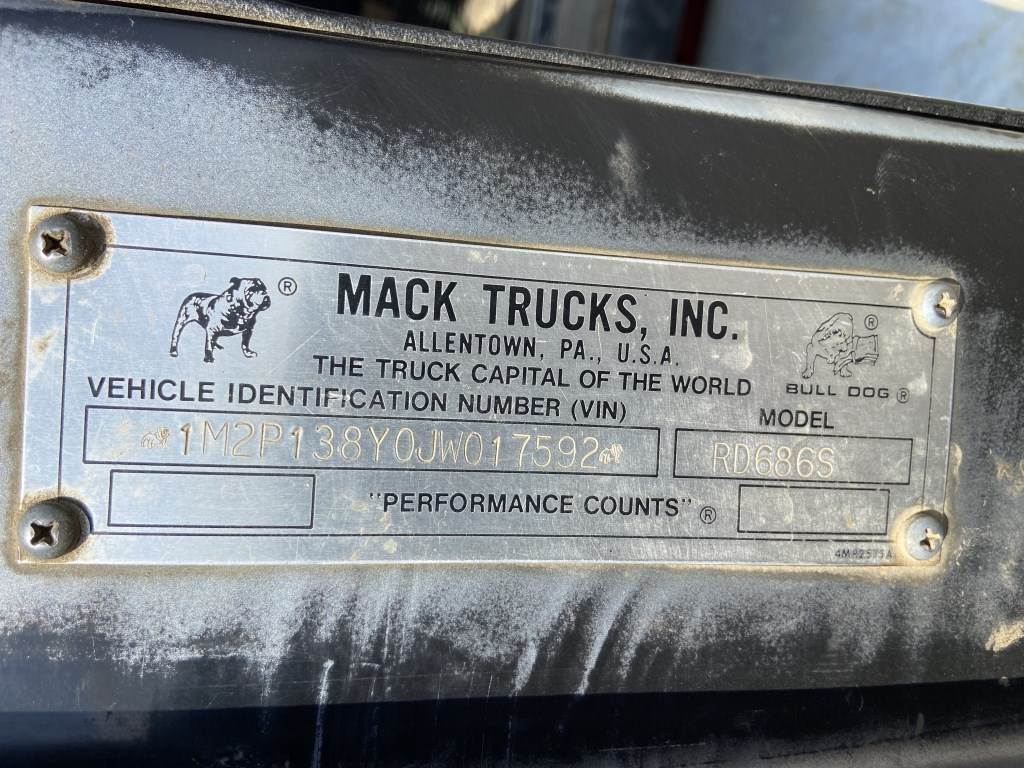 ®
MACK TRUCKS, INC.
ALLENTOWN, PA., U.S.A.
THE TRUCK CAPITAL OF THE WORLD
®
BULL DOG ®
VEHICLE IDENTIFICATION NUMBER (VIN)
MODEL
1M2P138Y0JW017592
RD686S
"PERFORMANCE COUNTS" ®